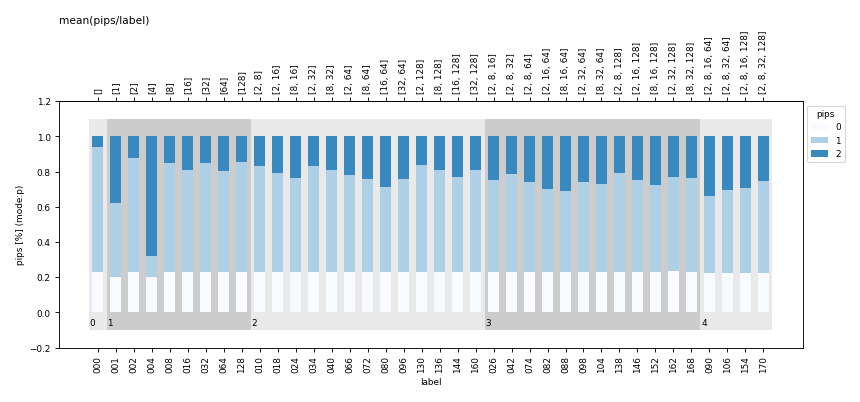 mean(pips/label)
[] [1] [2] [4] [8] [16] [32] [64] [128] [2, 8] [2, 16] [8, 16] [2, 32] [8, 32] [2, 64] [8, 64] [16, 64] [32, 64] [2, 128] [8, 128] [16, 128] [32, 128] [2, 8, 16] [2, 8, 32] [2, 8, 64] [2, 16, 64] [8, 16, 64] [2, 32, 64] [8, 32, 64] [2, 8, 128] [2, 16, 128] [8, 16, 128] [2, 32, 128] [8, 32, 128] [2, 8, 16, 64] [2, 8, 32, 64] [2, 8, 16, 128] [2, 8, 32, 128]
pips
0
1
2
pips [%] (mode:p)
1.2
1.0
0.8
0.6
0.4
0.2
0.0
−0.2
0 1 2 3 4
000 001 002 004 008 016 032 064 128 010 018 024 034 040 066 072 080 096 130 136 144 160 026 042 074 082 088 098 104 138 146 152 162 168 090 106 154 170
label